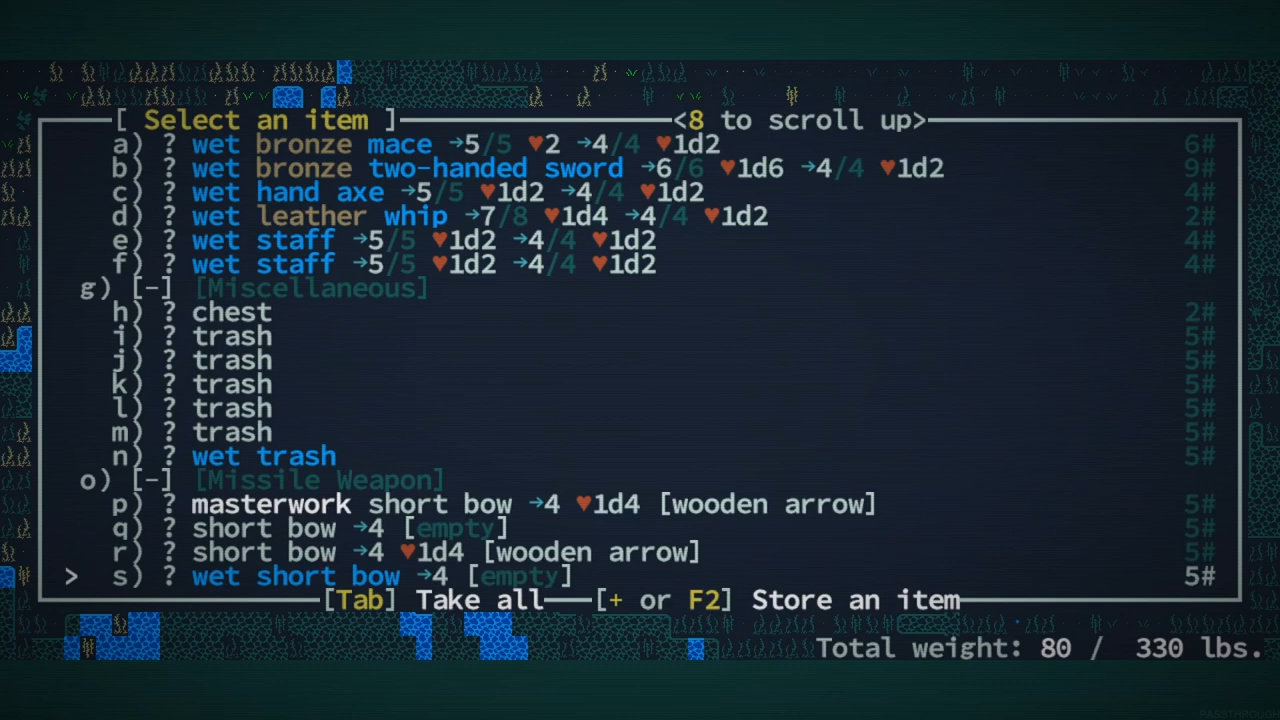 [ Select an item ] <8 to scroll up>
a) ? wet bronze mace →5/5 ♥2 →4/4 ♥1d2 6#
b) ? wet bronze two-handed sword →6/6 ♥1d6 →4/4 ♥1d2 9#
c) ? wet hand axe →5/5 ♥1d2 →4/4 ♥1d2 4#
d) ? wet leather whip →7/8 ♥1d4 →4/4 ♥1d2 2#
e) ? wet staff →5/5 ♥1d2 →4/4 ♥1d2 4#
f) ? wet staff →5/5 ♥1d2 →4/4 ♥1d2 4#
g) [-] [Miscellaneous]
h) ? chest 2#
i) ? trash 5#
j) ? trash 5#
k) ? trash 5#
l) ? trash 5#
m) ? trash 5#
n) ? wet trash 5#
o) [-] [Missile Weapon]
p) ? masterwork short bow →4 ♥1d4 [wooden arrow] 5#
q) ? short bow →4 [empty] 5#
r) ? short bow →4 ♥1d4 [wooden arrow] 5#
> s) ? wet short bow →4 [empty] 5#
[Tab] Take all [+ or F2] Store an item
Total weight: 80 / 330 lbs.